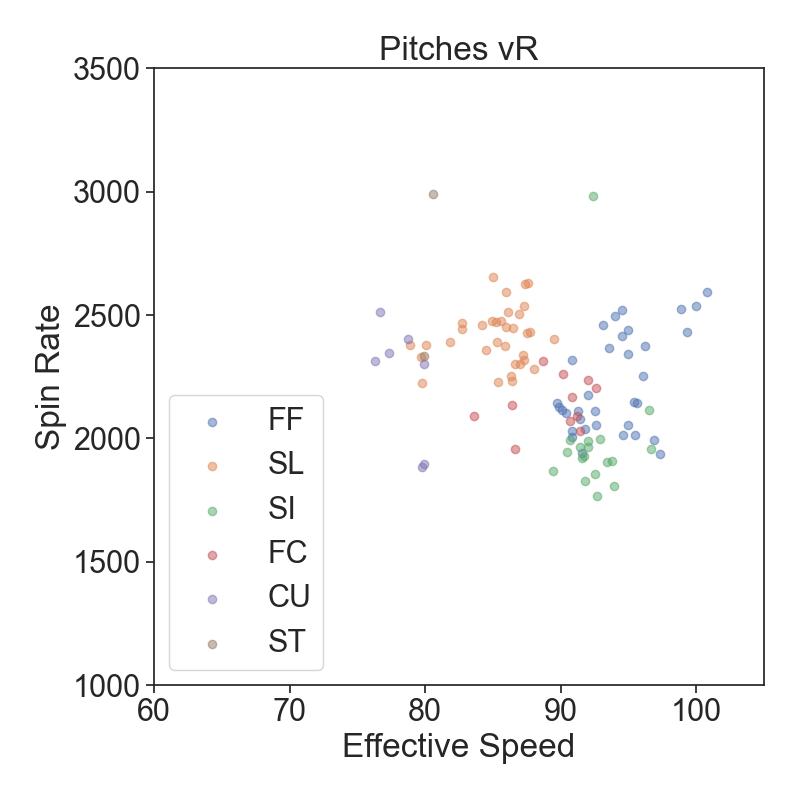 Pitches vR
3500
3000
2500
2000
1500
1000
Spin Rate
FF
SL
SI
FC
CU
ST
60
70
80
90
100
Effective Speed